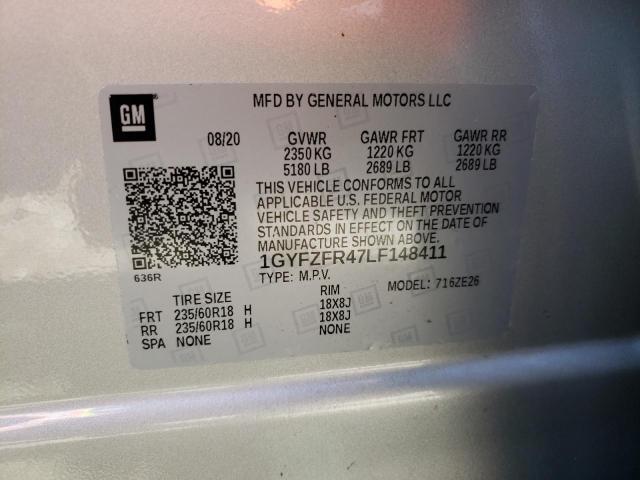 GM
MFD BY GENERAL MOTORS LLC
08/20 GVWR GAWR FRT GAWR RR
2350 KG 1220 KG 1220 KG
5180 LB 2689 LB 2689 LB
THIS VEHICLE CONFORMS TO ALL
APPLICABLE U.S. FEDERAL MOTOR
VEHICLE SAFETY AND THEFT PREVENTION
STANDARDS IN EFFECT ON THE DATE OF
MANUFACTURE SHOWN ABOVE.
1GYFZFR47LF148411
636R
TYPE: M.P.V. MODEL: 716ZE26
TIRE SIZE RIM
FRT 235/60R18 H 18X8J
RR 235/60R18 H 18X8J
SPA NONE NONE